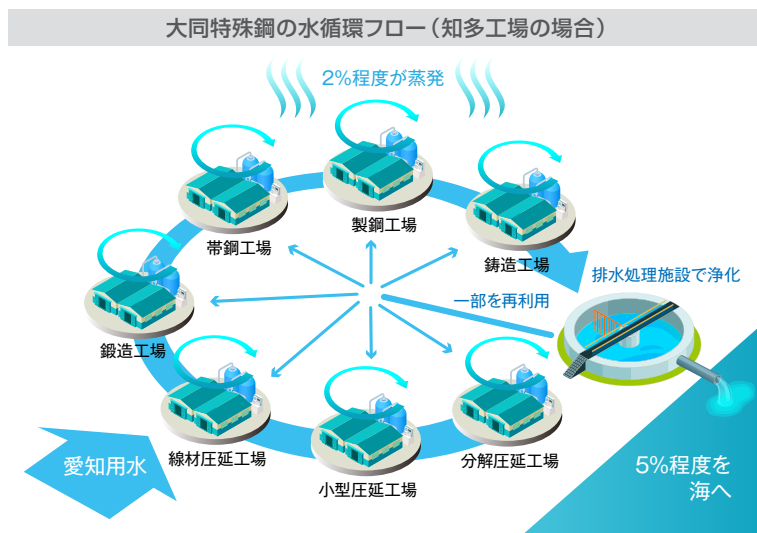 大同特殊鋼の水循環フロー（知多工場の場合）
2%程度が蒸発
製鋼工場
帯鋼工場
鋳造工場
排水処理施設で浄化
一部を再利用
鍛造工場
線材圧延工場
分解圧延工場
愛知用水
小型圧延工場
5%程度を
海へ